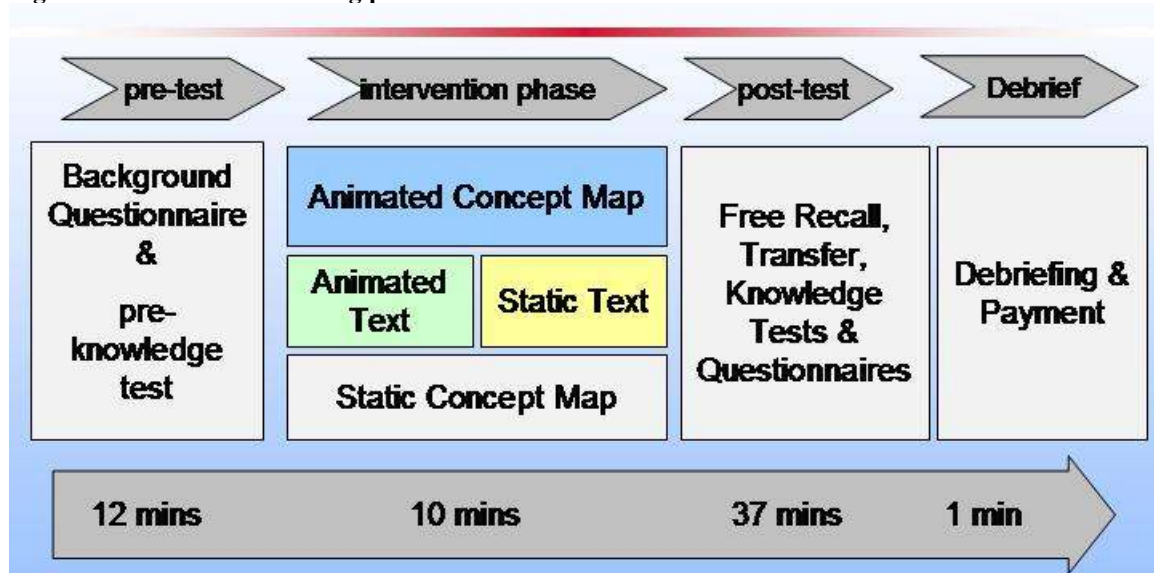 pre-test
intervention phase
post-test
Debrief
Background
Questionnaire
&
pre-
knowledge
test
Animated Concept Map
Animated
Text
Static Text
Static Concept Map
Free Recall,
Transfer,
Knowledge
Tests &
Questionnaires
Debriefing &
Payment
12 mins
10 mins
37 mins
1 min